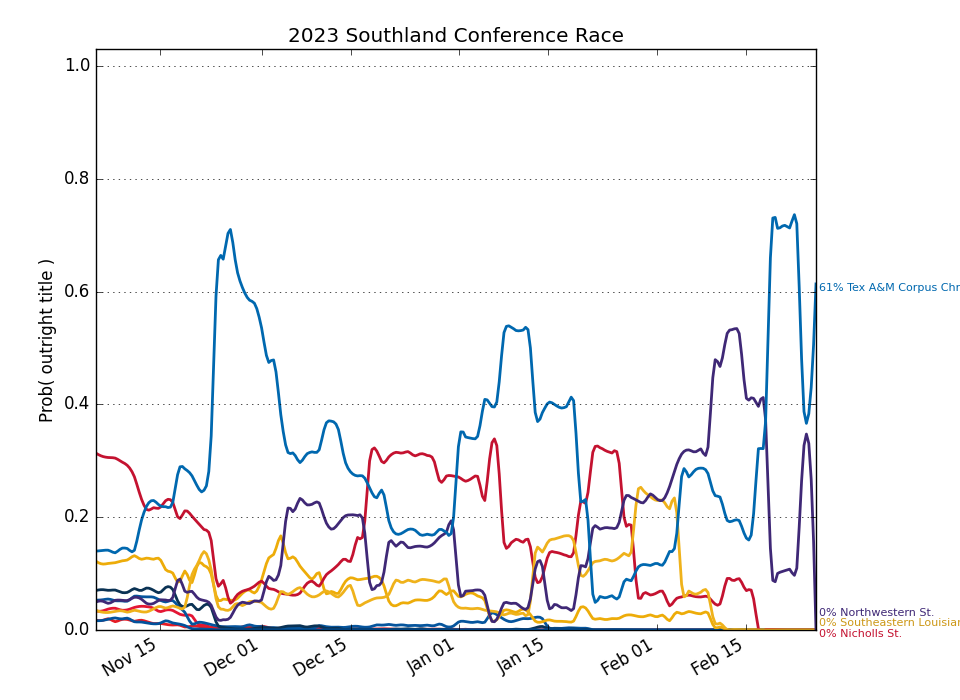 2023 Southland Conference Race
Prob( outright title )
1.0
0.8
0.6
0.4
0.2
0.0
Nov 15
Dec 01
Dec 15
Jan 01
Jan 15
Feb 01
Feb 15
61% Tex A&M Corpus Chr
0% Northwestern St.
0% Southeastern Louisian
0% Nicholls St.